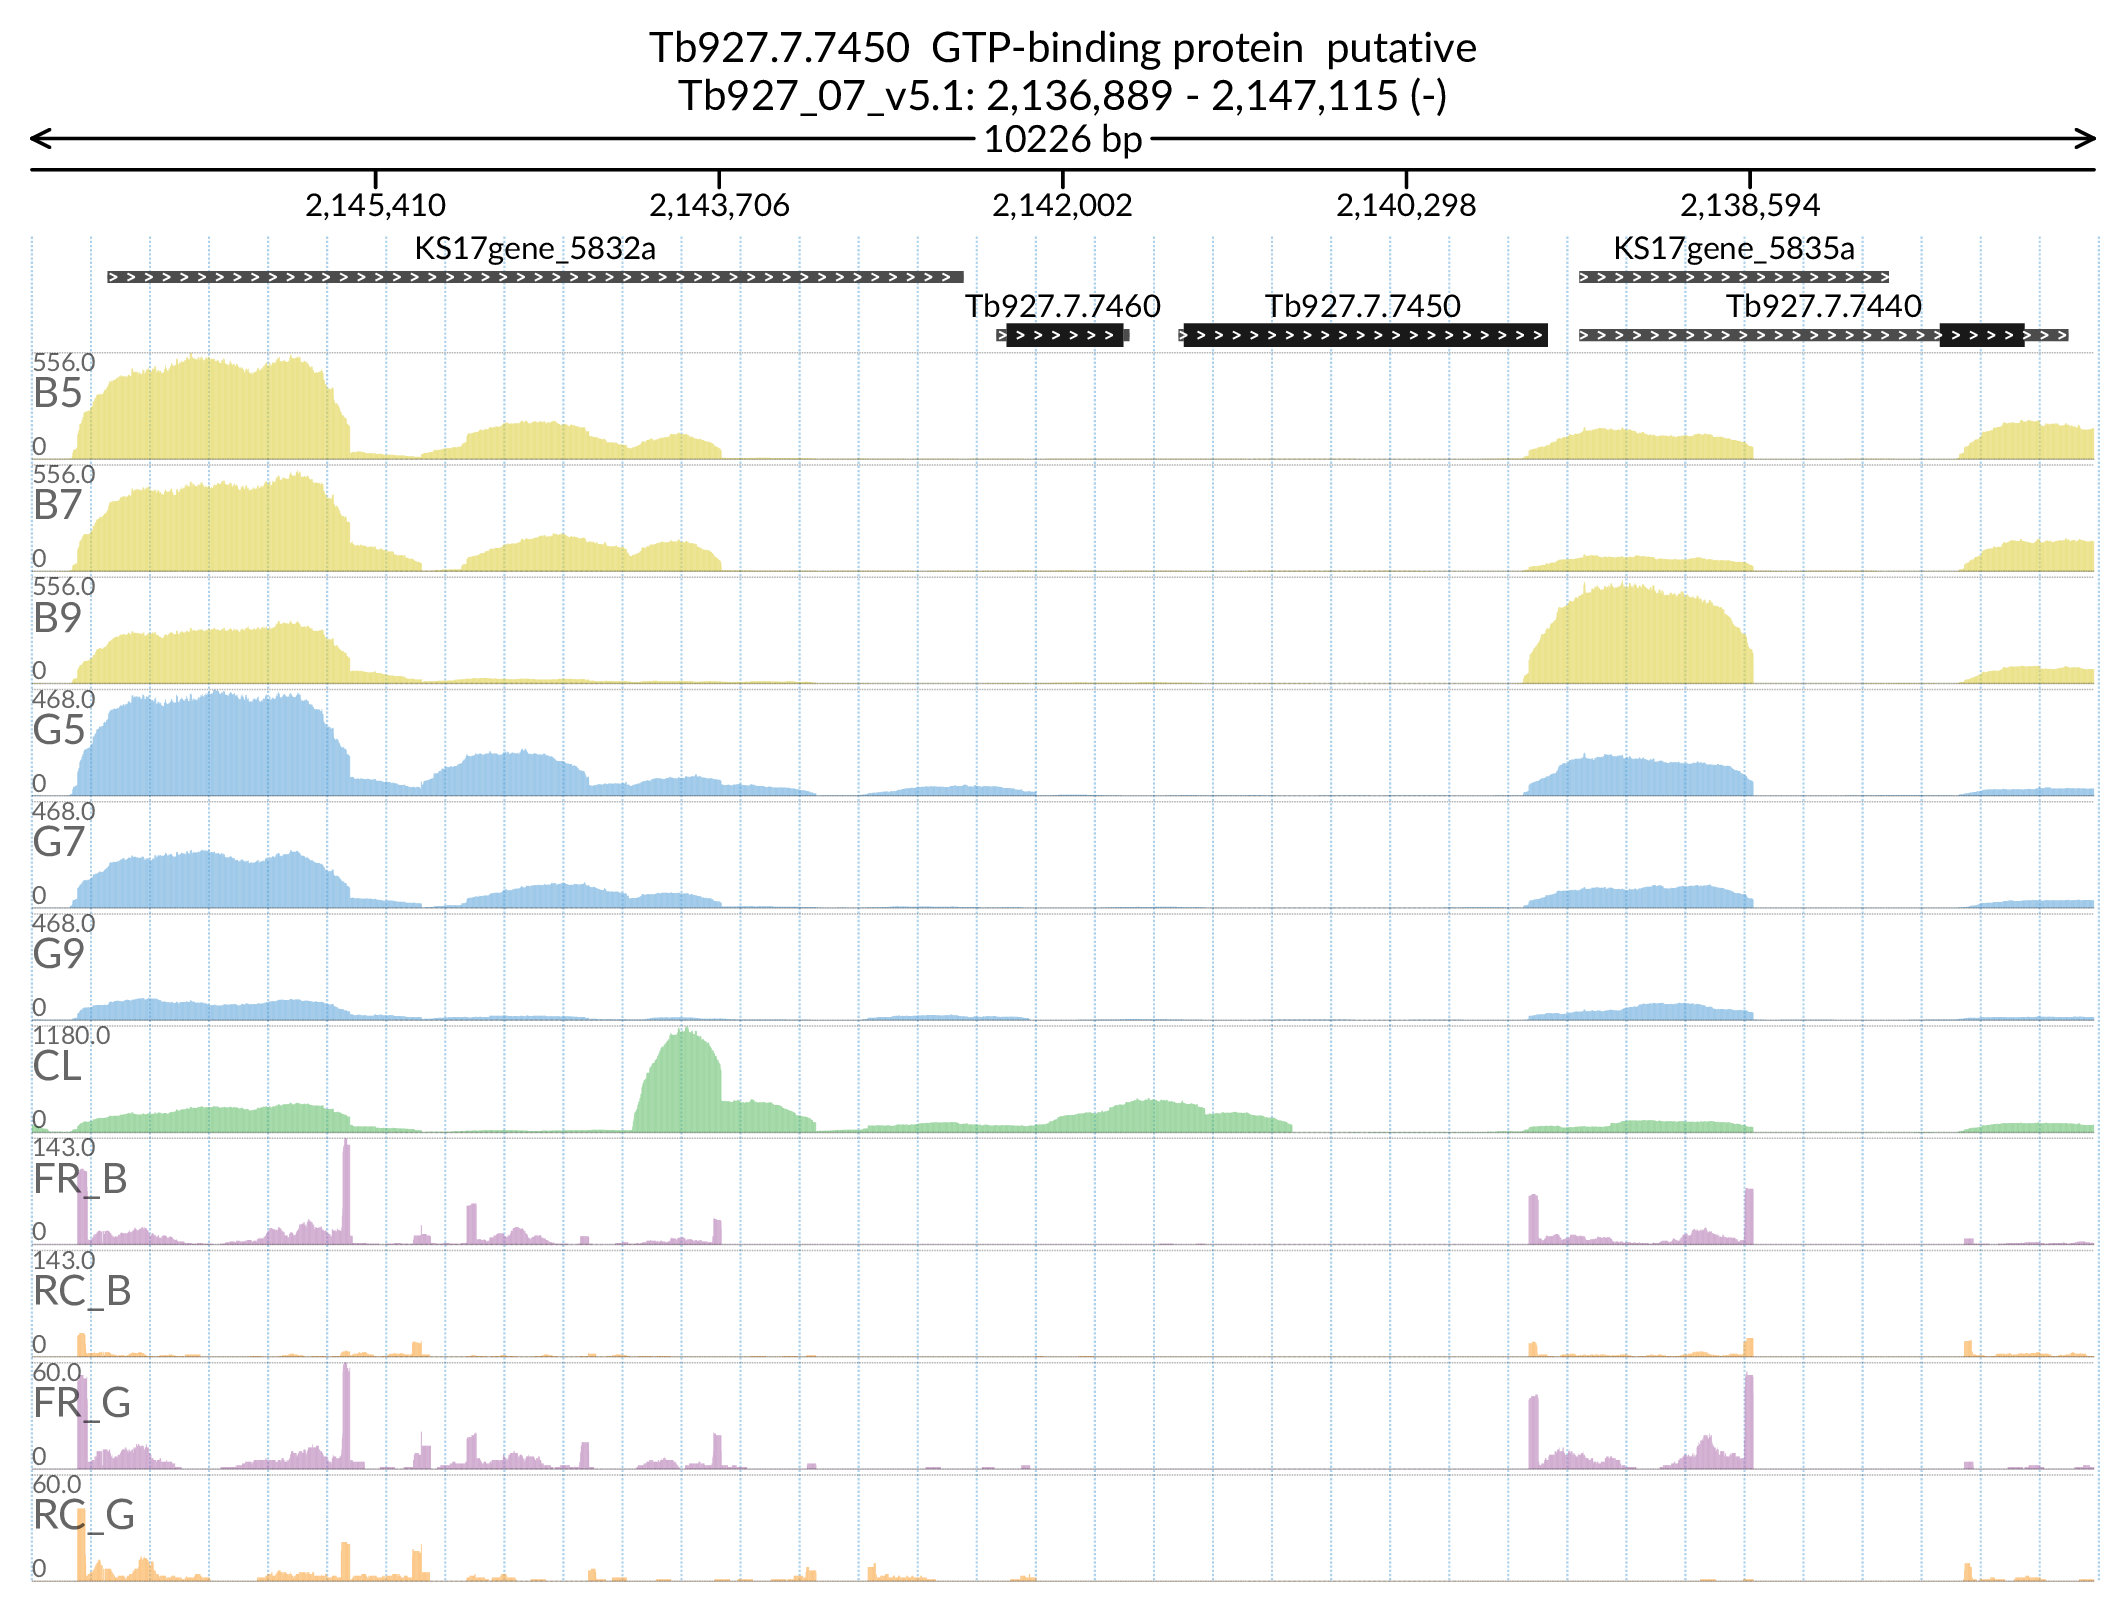 Tb927.7.7450  GTP-binding protein  putative
Tb927_07_v5.1: 2,136,889 - 2,147,115 (-)
10226 bp
2,145,410 2,143,706 2,142,002 2,140,298 2,138,594
KS17gene_5832a KS17gene_5835a
Tb927.7.7460 Tb927.7.7450 Tb927.7.7440
556.0
B5
0
556.0
B7
0
556.0
B9
0
468.0
G5
0
468.0
G7
0
468.0
G9
0
1180.0
CL
0
143.0
FR_B
0
143.0
RC_B
0
60.0
FR_G
0
60.0
RC_G
0